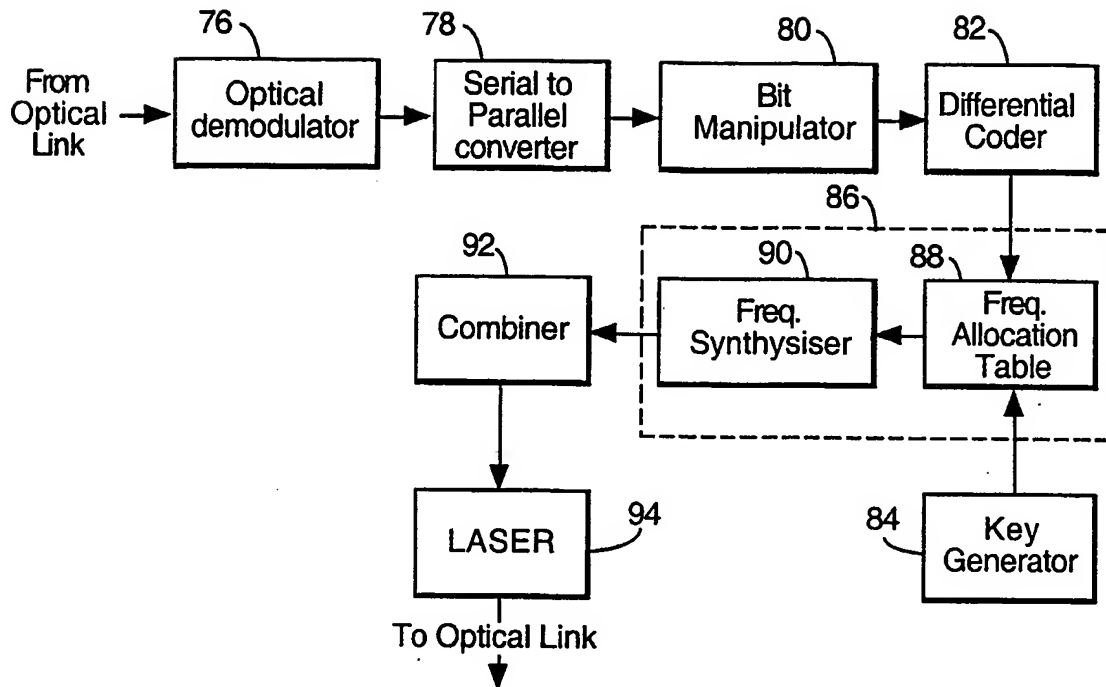 76
78
80
82
From
Optical
Link
Optical
demodulator
Serial to
Parallel
converter
Bit
Manipulator
Differential
Coder
86
92
90
88
Combiner
Freq.
Synthysiser
Freq.
Allocation
Table
LASER
94
84
Key
Generator
To Optical Link